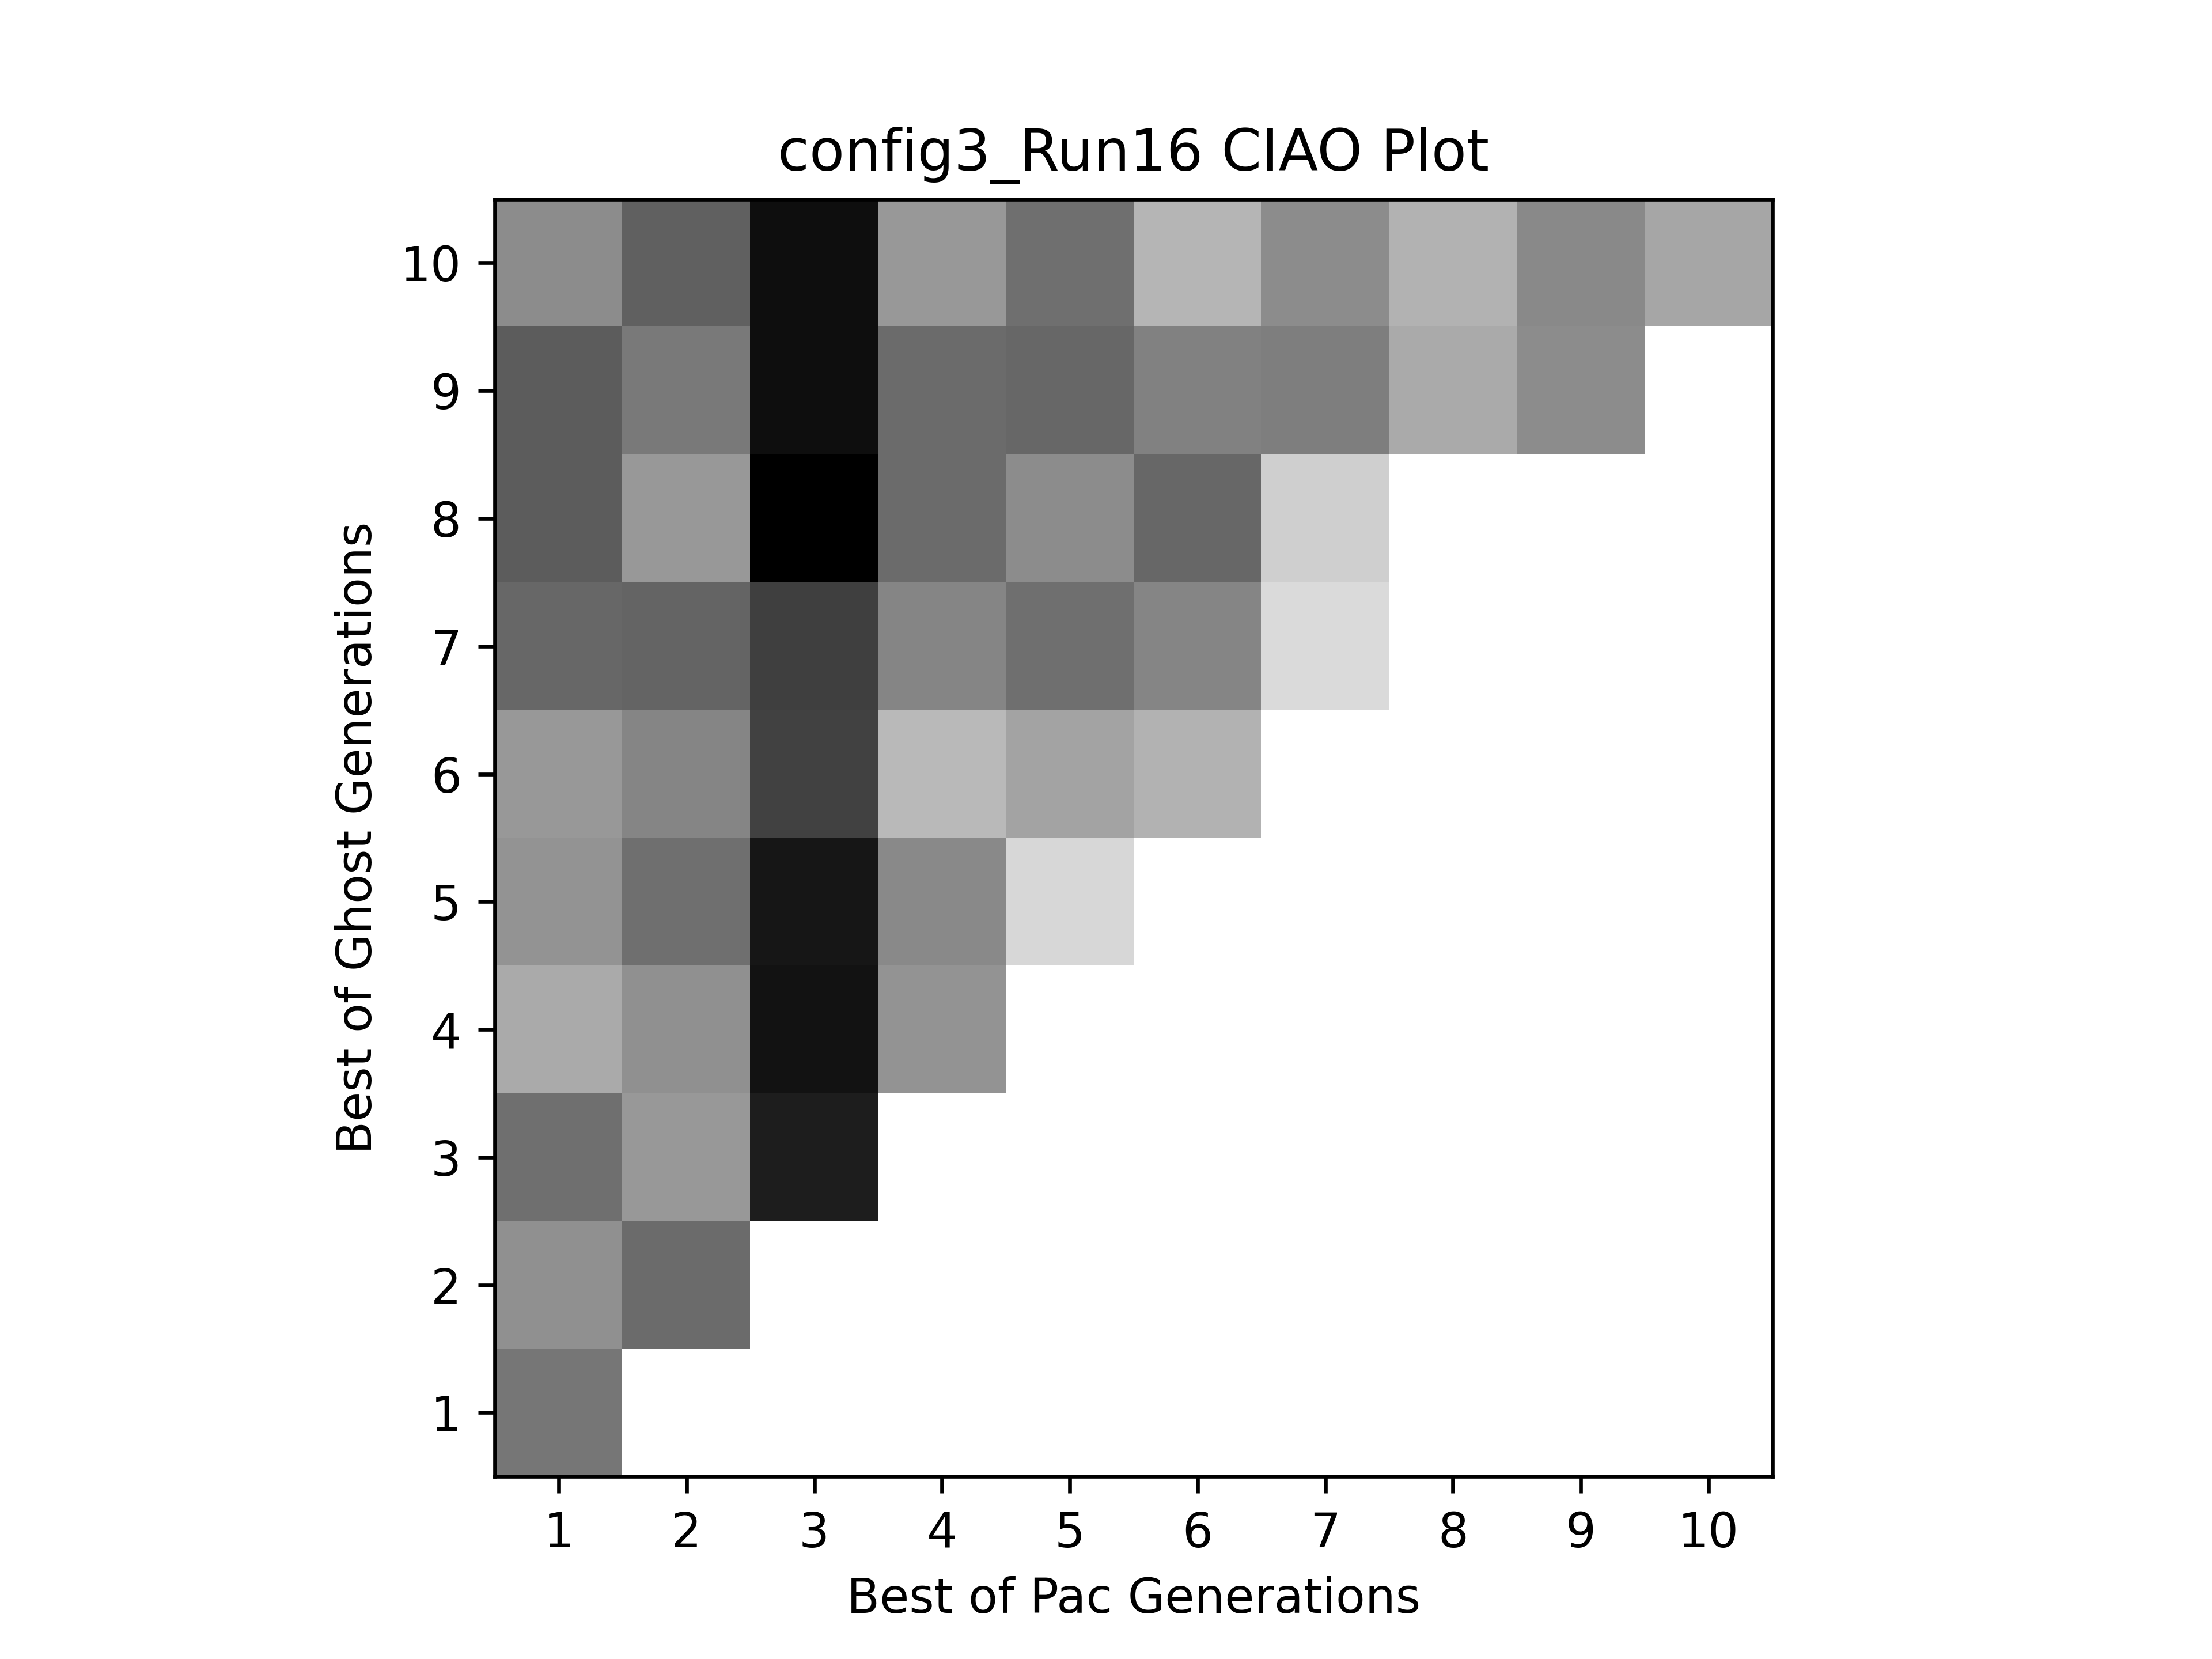 config3_Run16 CIAO Plot
Best of Ghost Generations
10
9
8
7
6
5
4
3
2
1
1 2 3 4 5 6 7 8 9 10
Best of Pac Generations